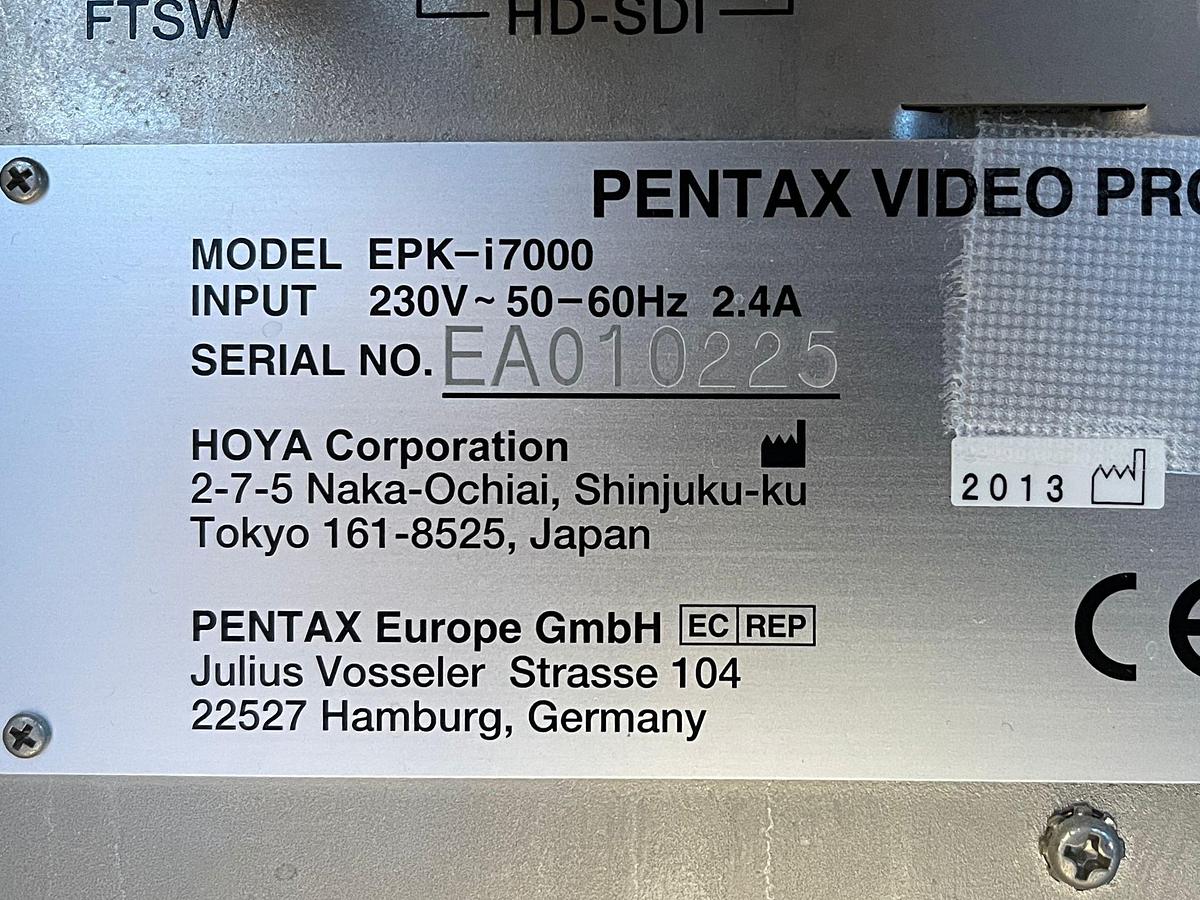 FTSW
HD-SDI
PENTAX VIDEO
MODEL EPK-i7000
INPUT 230V~50-60Hz 2.4A
SERIAL NO. EA010225
HOYA Corporation
2-7-5 Naka-Ochiai, Shinjuku-ku
Tokyo 161-8525, Japan
2013
PENTAX Europe GmbH EC REP
Julius Vosseler Strasse 104
22527 Hamburg, Germany
CE